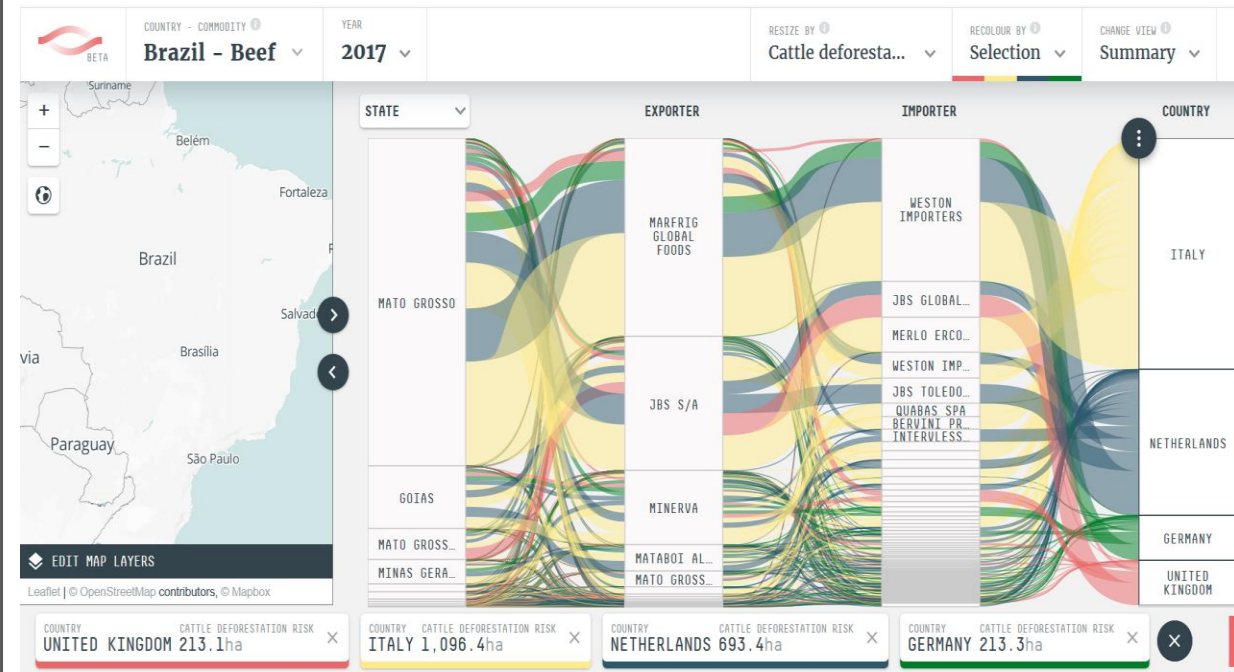 BETA
COUNTRY - COMMODITY
Brazil - Beef
YEAR
2017
RESIZE BY
Cattle deforesta...
RECOLOUR BY
Selection
CHANGE VIEW
Summary
+
−
Suriname
Belém
Fortaleza
Brazil
Salvad
via
Brasília
Paraguay
São Paulo
EDIT MAP LAYERS
Leaflet | © OpenStreetMap contributors, © Mapbox
STATE
EXPORTER
IMPORTER
COUNTRY
MATO GROSSO
GOIAS
MATO GROSS…
MINAS GERA…
MARFRIG
GLOBAL
FOODS
JBS S/A
MINERVA
MATABOI AL…
MATO GROSS…
WESTON
IMPORTERS
JBS GLOBAL…
MERLO ERCO…
WESTON IMP…
JBS TOLEDO…
QUABAS SPA
BERVINI PR…
INTERVLESS…
ITALY
NETHERLANDS
GERMANY
UNITED
KINGDOM
COUNTRY CATTLE DEFORESTATION RISK
UNITED KINGDOM 213.1ha
COUNTRY CATTLE DEFORESTATION RISK
ITALY 1,096.4ha
COUNTRY CATTLE DEFORESTATION RISK
NETHERLANDS 693.4ha
COUNTRY CATTLE DEFORESTATION RISK
GERMANY 213.3ha